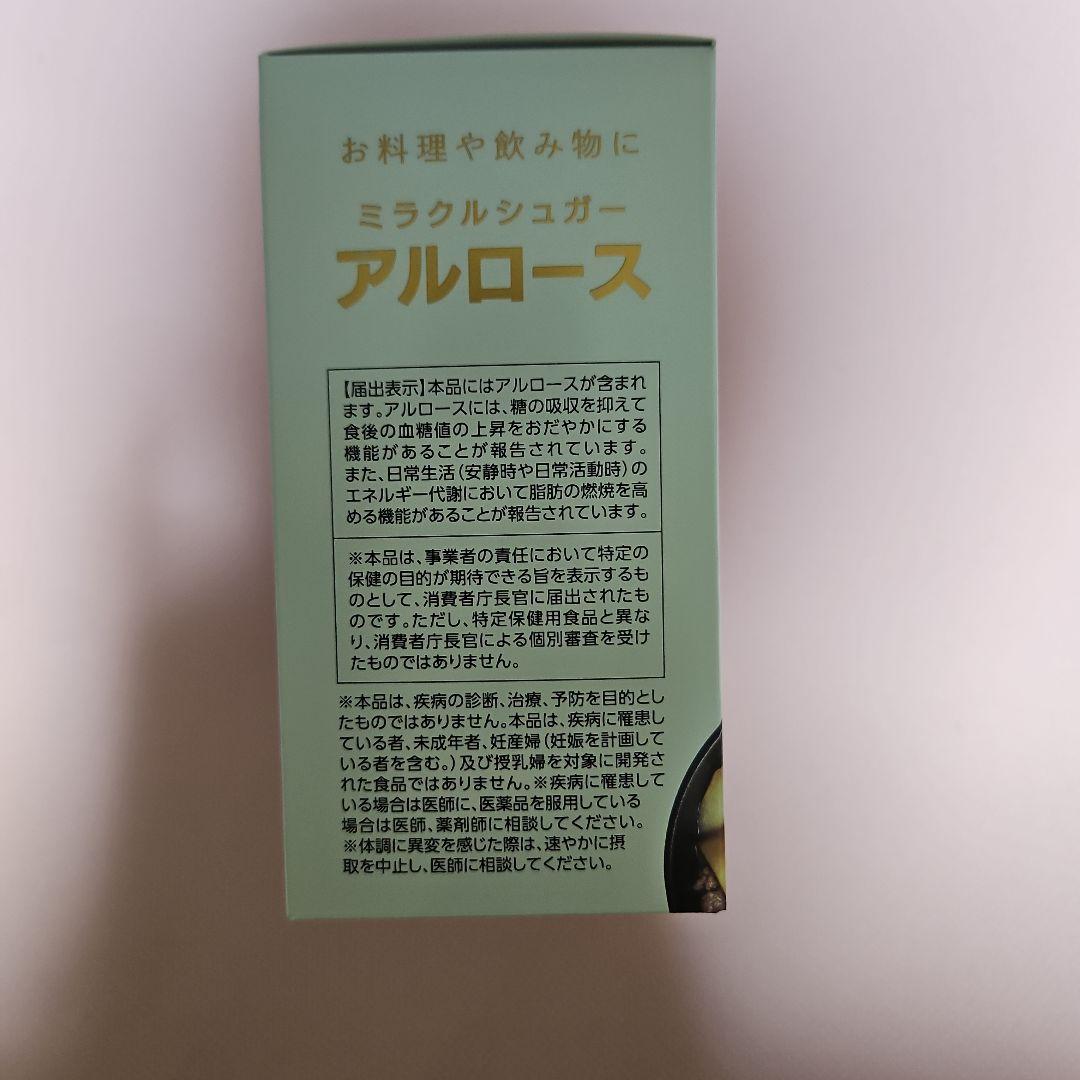 お料理や飲み物に
ミラクルシュガー
アルロース
【届出表示】本品にはアルロースが含まれ
ます。アルロースには、糖の吸収を抑えて
食後の血糖値の上昇をおだやかにする
機能があることが報告されています。
また、日常生活(安静時や日常活動時)の
エネルギー代謝において脂肪の燃焼を高
める機能があることが報告されています。
※本品は、事業者の責任において特定の
保健の目的が期待できる旨を表示するも
のとして、消費者庁長官に届出されたも
のです。ただし、特定保健用食品と異な
り、消費者庁長官による個別審査を受け
たものではありません。
※本品は、疾病の診断、治療、予防を目的とし
たものではありません。本品は、疾病に罹患し
ている者、未成年者、妊産婦(妊娠を計画して
いる者を含む。)及び授乳婦を対象に開発さ
れた食品ではありません。※疾病に罹患して
いる場合は医師に、医薬品を服用している
場合は医師、薬剤師に相談してください。
※体調に異変を感じた際は、速やかに摂
取を中止し、医師に相談してください。